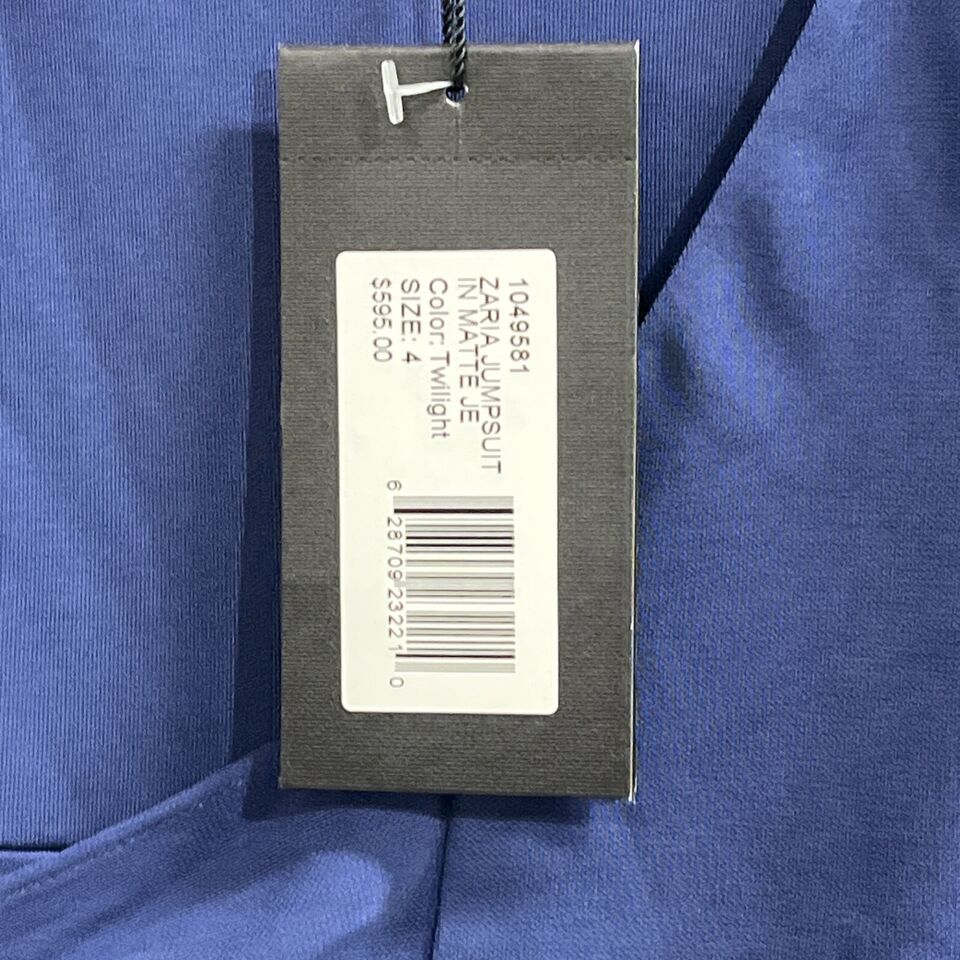 1049581
ZARIA JUMPSUIT
IN MATTE JE
Color: Twilight
SIZE: 4
$595.00
6 28709 23221 0